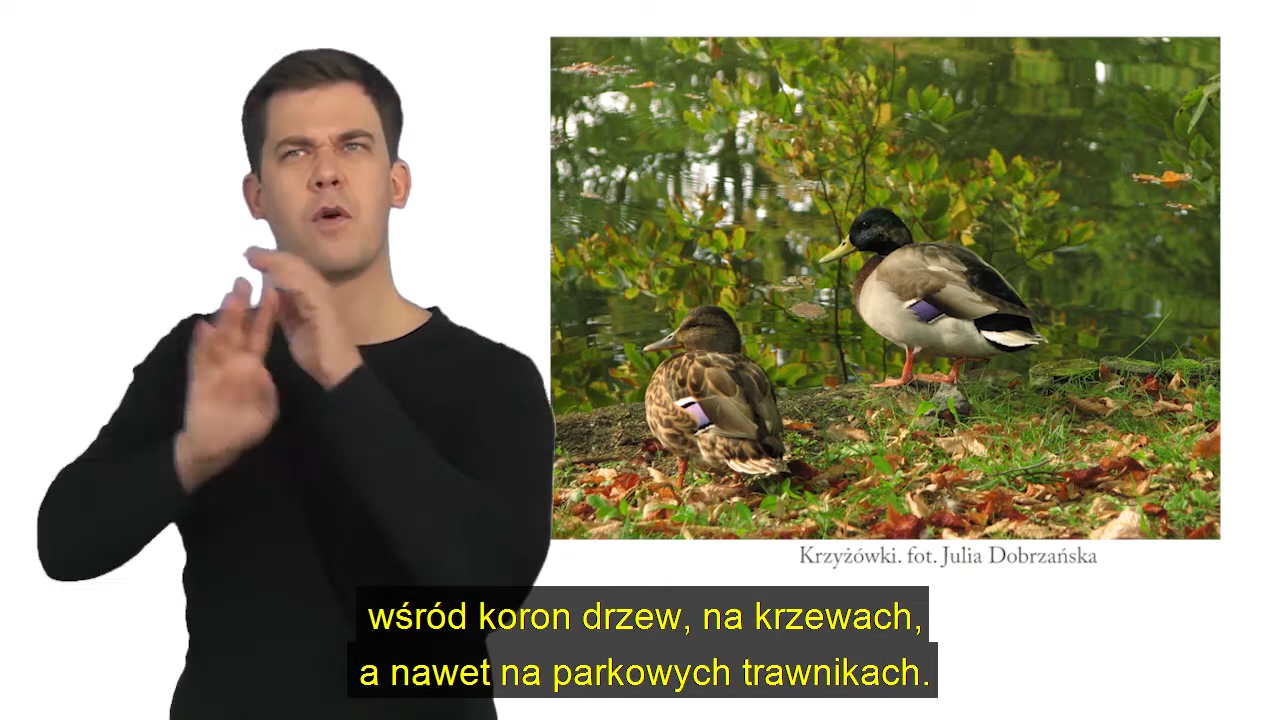 Krzyżówki. fot. Julia Dobrzańska
wśród koron drzew, na krzewach,
a nawet na parkowych trawnikach.